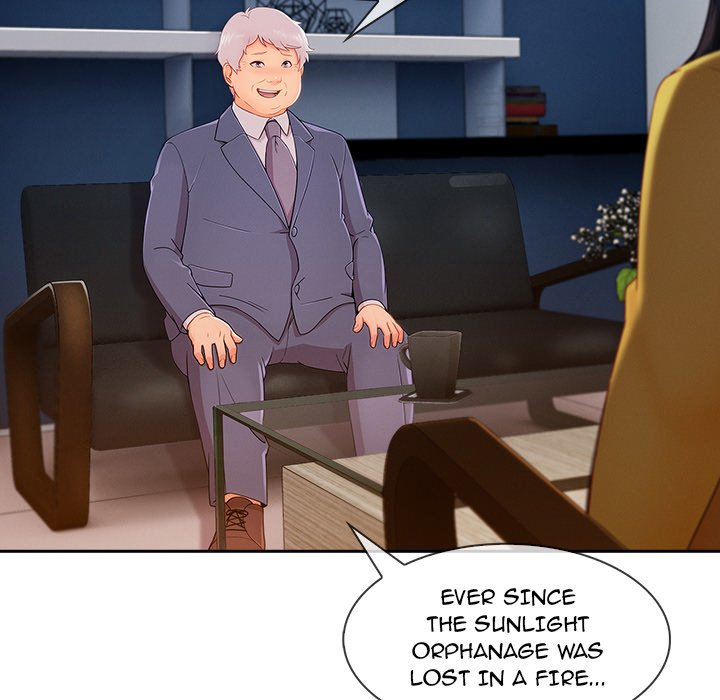 EVER SINCE
THE SUNLIGHT
ORPHANAGE WAS
LOST IN A FIRE...